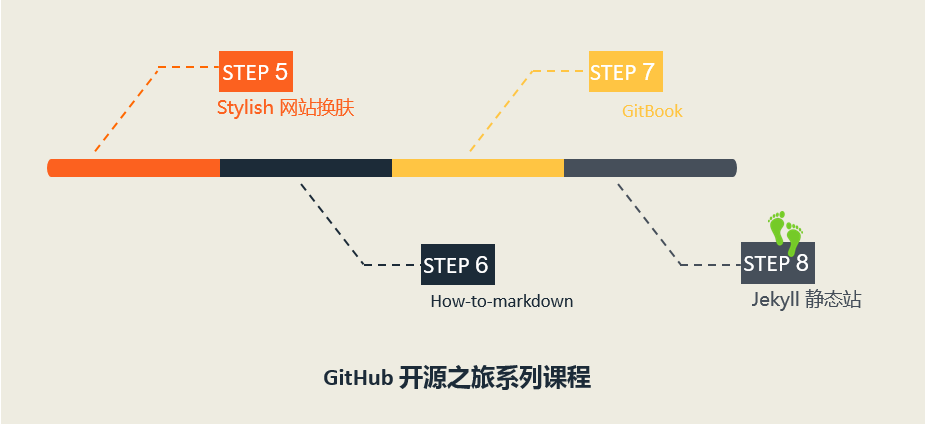 STEP 5
Stylish 网站换肤
STEP 7
GitBook
STEP 6
How-to-markdown
STEP 8
Jekyll 静态站
GitHub 开源之旅系列课程